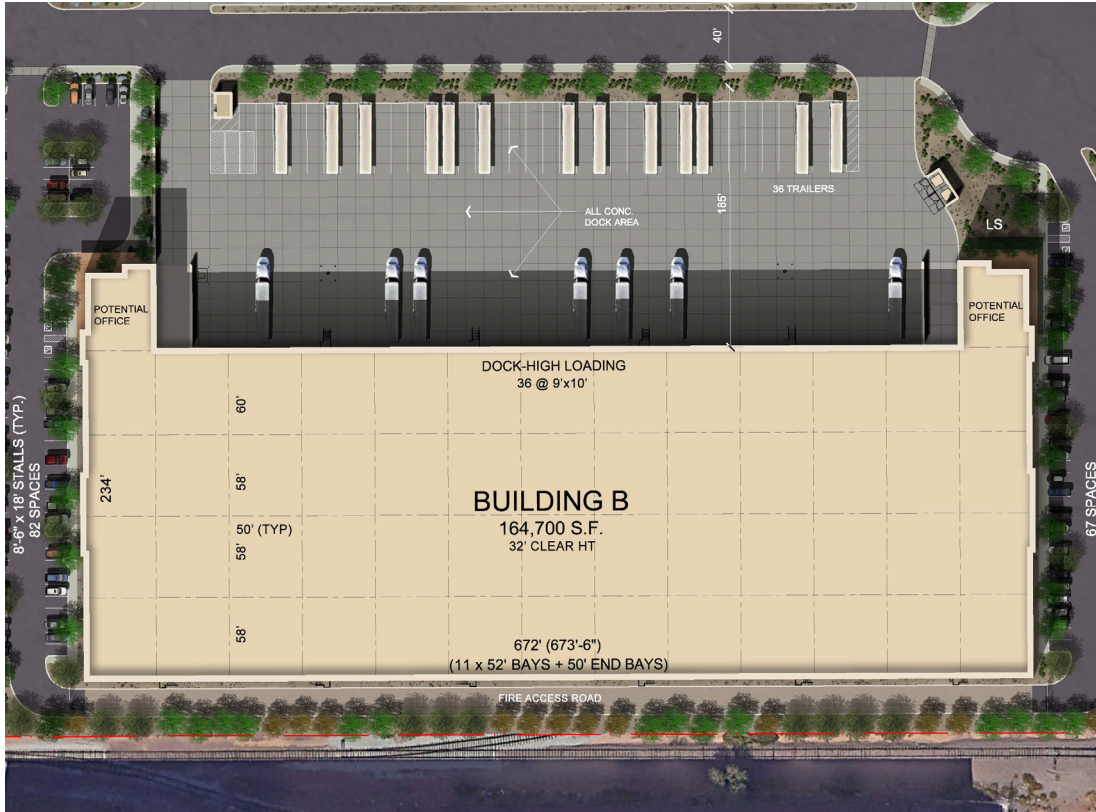 40'
36 TRAILERS
185'
ALL CONC.
DOCK AREA
LS
POTENTIAL
OFFICE
POTENTIAL
OFFICE
DOCK-HIGH LOADING
36 @ 9'x10'
60'
8'-6" x 18' STALLS (TYP.)
82 SPACES
234'
58'
BUILDING B
164,700 S.F.
32' CLEAR HT
67 SPACES
50' (TYP)
58'
58'
672' (673'-6")
(11 x 52' BAYS + 50' END BAYS)
FIRE ACCESS ROAD